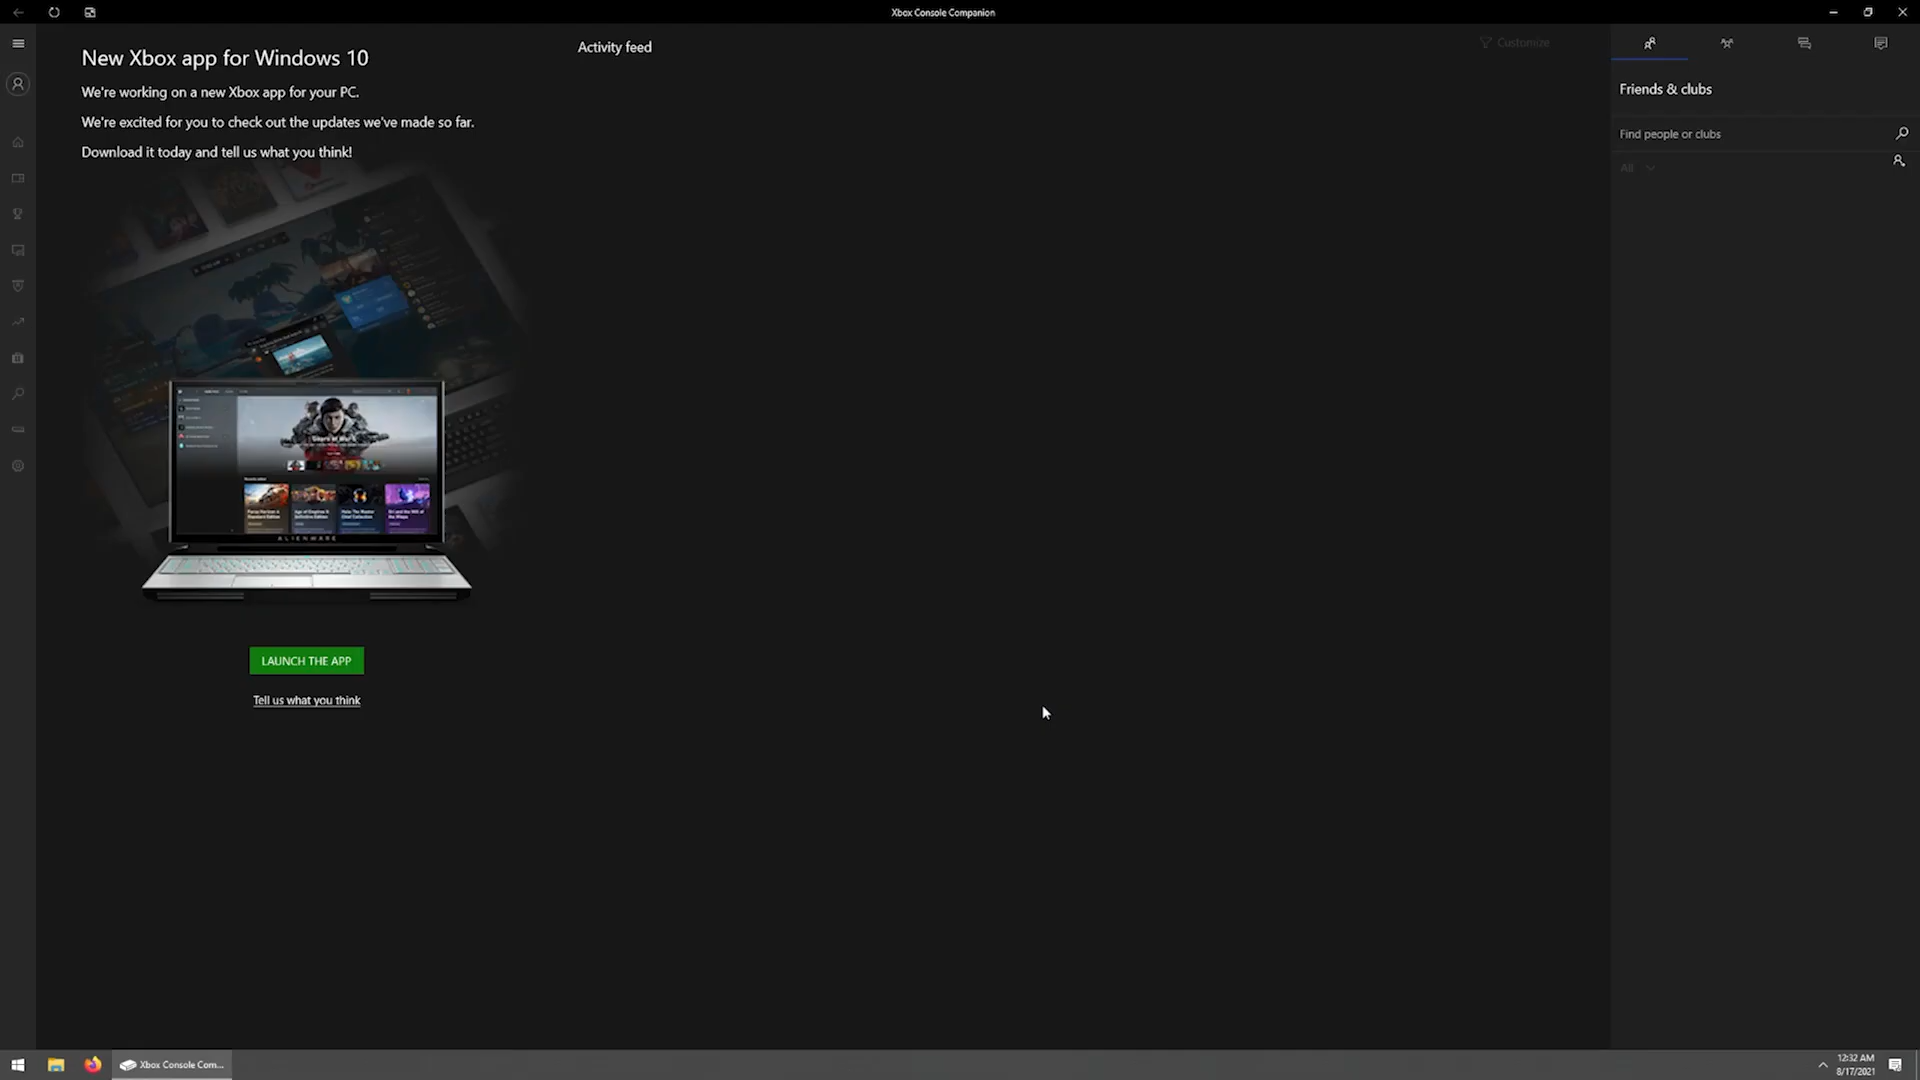 Xbox Console Companion
New Xbox app for Windows 10
We're working on a new Xbox app for your PC.
We're excited for you to check out the updates we've made so far.
Download it today and tell us what you think!
ALIENWARE
LAUNCH THE APP
Tell us what you think
Activity feed
Customize
Friends & clubs
Find people or clubs
All
Xbox Console Com...
12:32 AM
8/17/2021